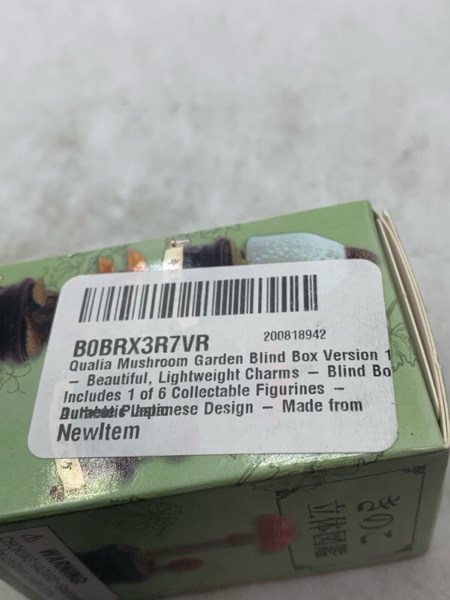 B0BRX3R7VR
200818942
Qualia Mushroom Garden Blind Box Version 1
– Beautiful, Lightweight Charms – Blind Bo
Includes 1 of 6 Collectable Figurines –
Japanese Design – Made from
NewItem
きのこ
立体図鑑
WARNING